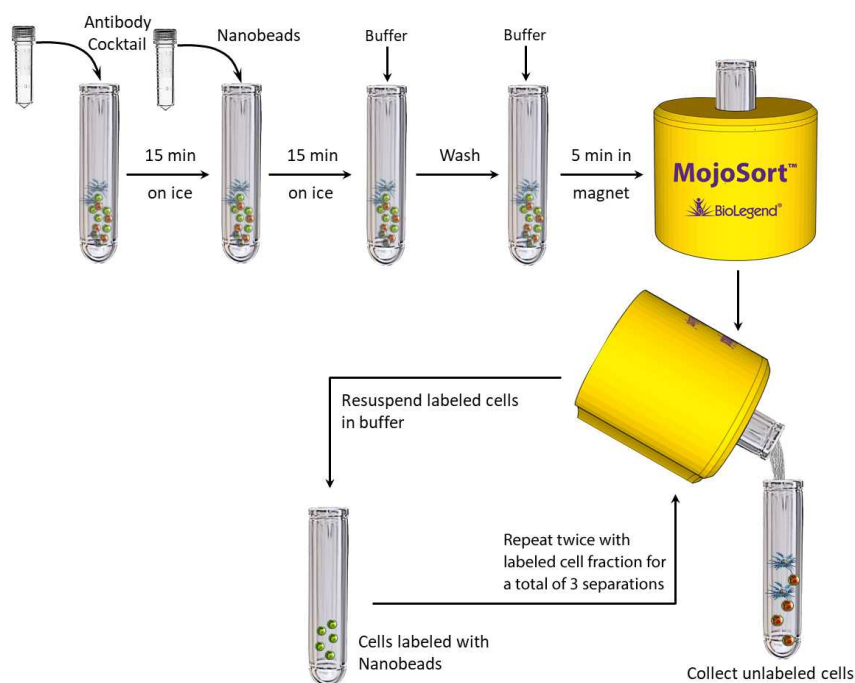 Antibody
Cocktail
Nanobeads
Buffer
Buffer
15 min
on ice
15 min
on ice
Wash
5 min in
magnet
MojoSort™
BioLegend®
Resuspend labeled cells
in buffer
Repeat twice with
labeled cell fraction for
a total of 3 separations
Cells labeled with
Nanobeads
Collect unlabeled cells